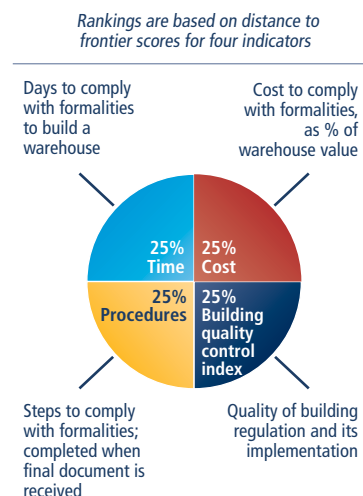 Rankings are based on distance to
frontier scores for four indicators
Days to comply
with formalities
to build a
warehouse
Cost to comply
with formalities,
as % of
warehouse value
25%
Time
25%
Cost
25%
Procedures
25%
Building
quality
control
index
Steps to comply
with formalities;
completed when
final document is
received
Quality of building
regulation and its
implementation